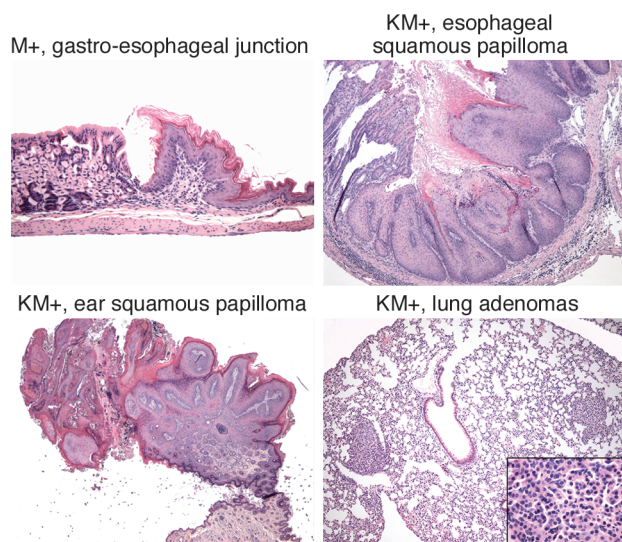 M+, gastro-esophageal junction
KM+, esophageal
squamous papilloma
KM+, ear squamous papilloma
KM+, lung adenomas